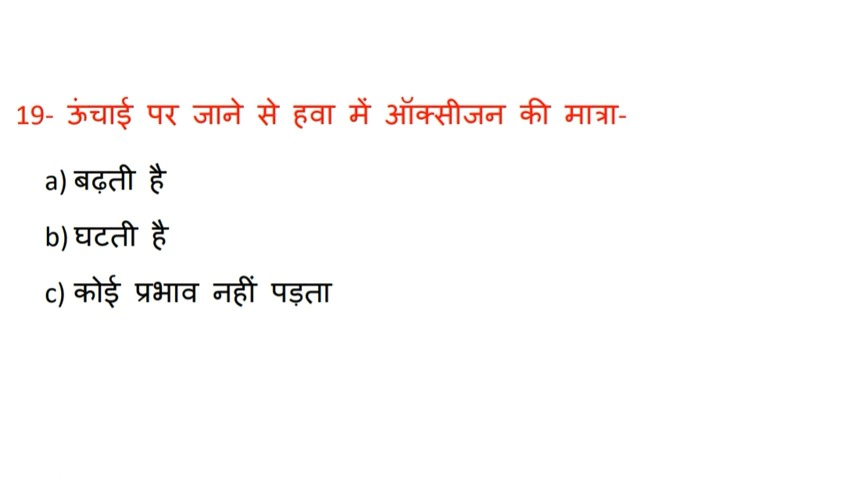 19- ऊंचाई पर जाने से हवा में ऑक्सीजन की मात्रा-
a) बढ़ती है
b) घटती है
c) कोई प्रभाव नहीं पड़ता